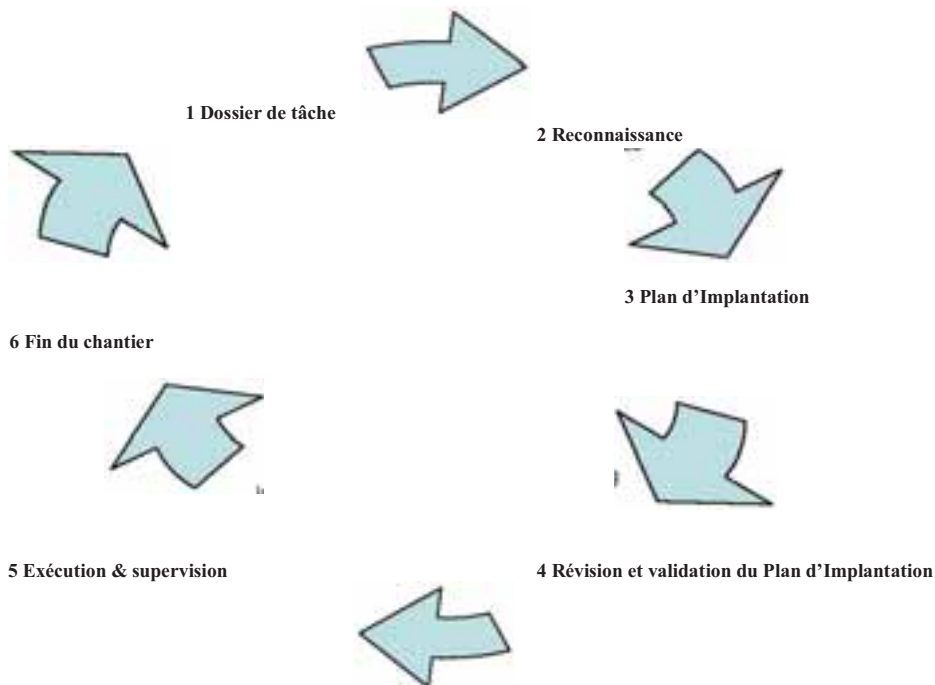 1 Dossier de tâche
2 Reconnaissance
3 Plan d’Implantation
6 Fin du chantier
5 Exécution & supervision
4 Révision et validation du Plan d’Implantation